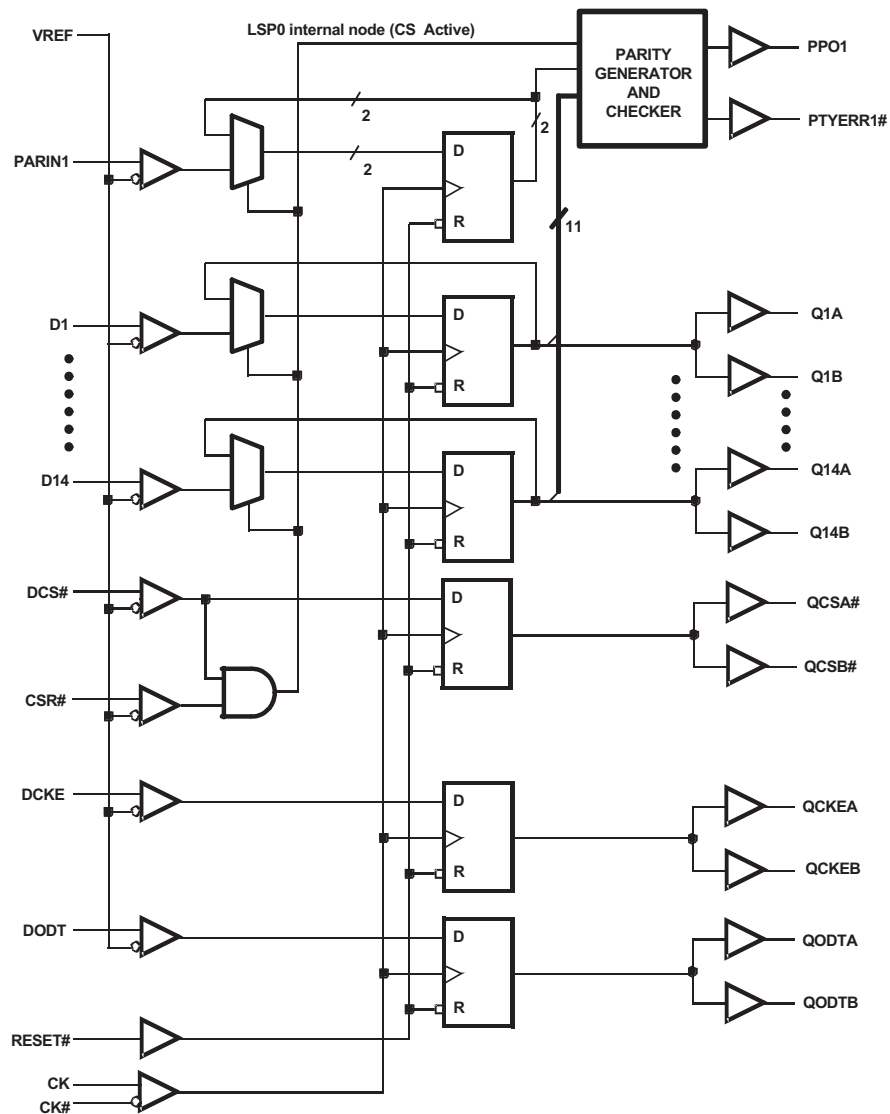 VREF
LSP0 internal node (CS Active)
PARITY
GENERATOR
AND
CHECKER
PPO1
PTYERR1#
2
2
2
PARIN1
D
R
11
D1
D
R
Q1A
Q1B
D14
D
R
Q14A
Q14B
DCS#
D
R
QCSA#
QCSB#
CSR#
DCKE
D
R
QCKEA
QCKEB
DODT
D
R
QODTA
QODTB
RESET#
CK
CK#